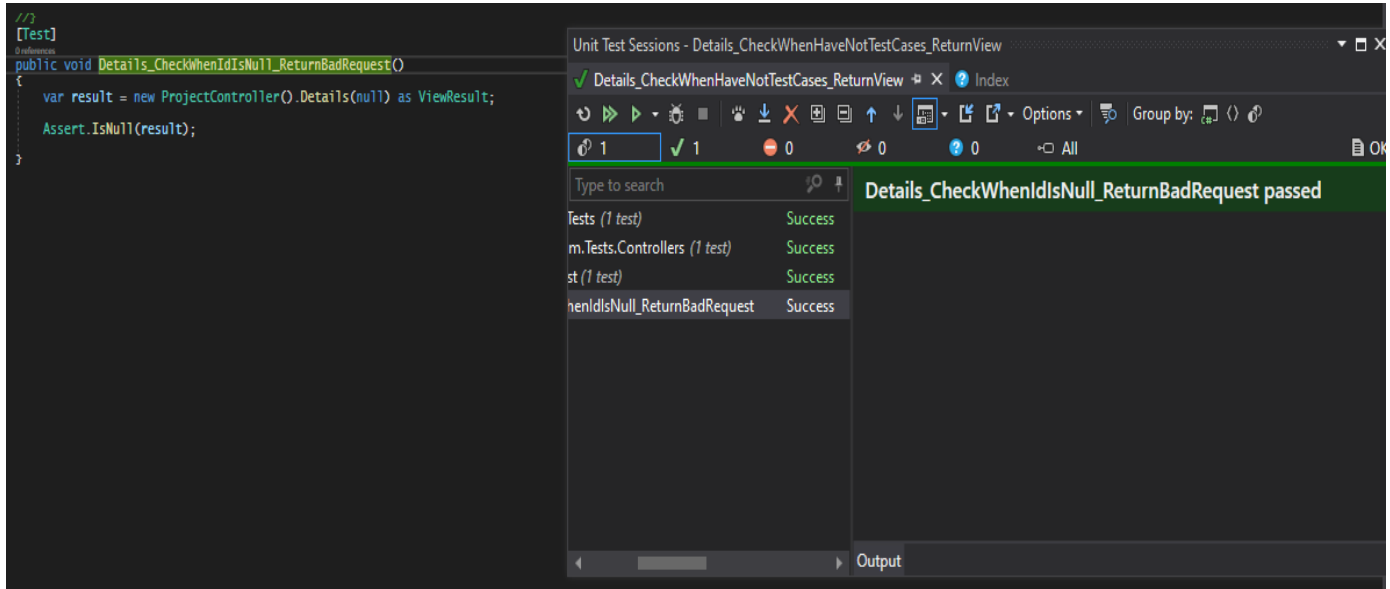 //}
[Test]
0 references
public void Details_CheckWhenIdIsNull_ReturnBadRequest()
{
var result = new ProjectController().Details(null) as ViewResult;
Assert.IsNull(result);
}
Unit Test Sessions - Details_CheckWhenHaveNotTestCases_ReturnView
Details_CheckWhenHaveNotTestCases_ReturnView Index
Options Group by:
1 1 0 0 0 All OK
Type to search
Tests (1 test) Success
m.Tests.Controllers (1 test) Success
st (1 test) Success
henIdIsNull_ReturnBadRequest Success
Details_CheckWhenIdIsNull_ReturnBadRequest passed
Output